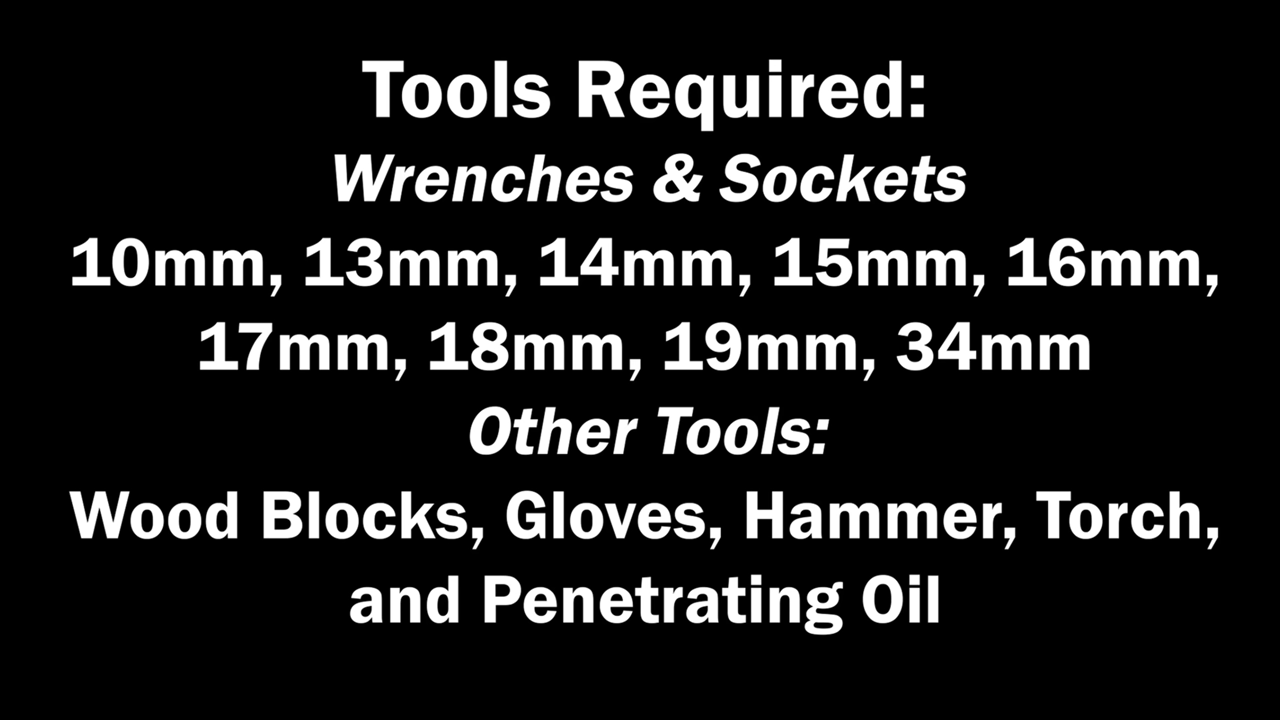 Tools Required:
Wrenches & Sockets
10mm, 13mm, 14mm, 15mm, 16mm,
17mm, 18mm, 19mm, 34mm
Other Tools:
Wood Blocks, Gloves, Hammer, Torch,
and Penetrating Oil